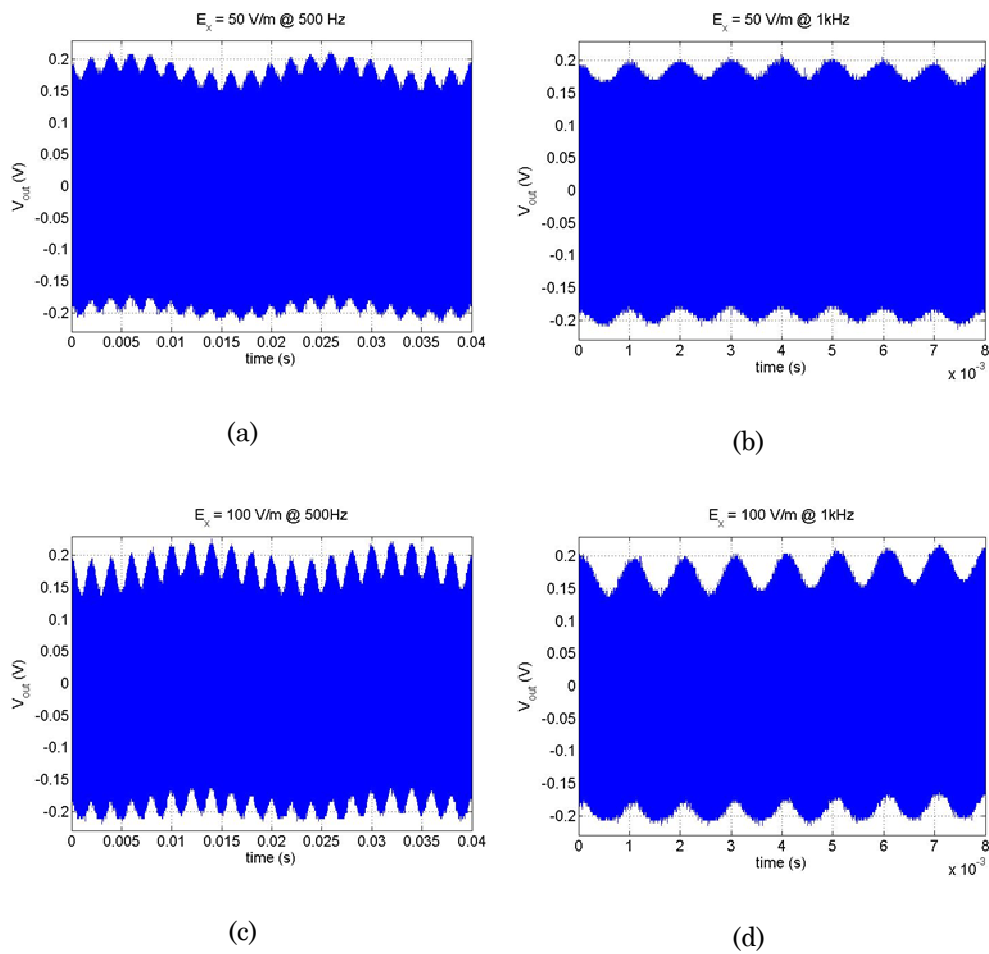 E_x = 50 V/m @ 500 Hz
0.2
0.15
0.1
0.05
0
-0.05
-0.1
-0.15
-0.2
V_out (V)
0 0.005 0.01 0.015 0.02 0.025 0.03 0.035 0.04
time (s)
(a)
E_x = 50 V/m @ 1kHz
0.2
0.15
0.1
0.05
0
-0.05
-0.1
-0.15
-0.2
V_out (V)
0 1 2 3 4 5 6 7 8
time (s)
x 10^-3
(b)
E_x = 100 V/m @ 500Hz
0.2
0.15
0.1
0.05
0
-0.05
-0.1
-0.15
-0.2
V_out (V)
0 0.005 0.01 0.015 0.02 0.025 0.03 0.035 0.04
time (s)
(c)
E_x = 100 V/m @ 1kHz
0.2
0.15
0.1
0.05
0
-0.05
-0.1
-0.15
-0.2
V_out (V)
0 1 2 3 4 5 6 7 8
time (s)
x 10^-3
(d)